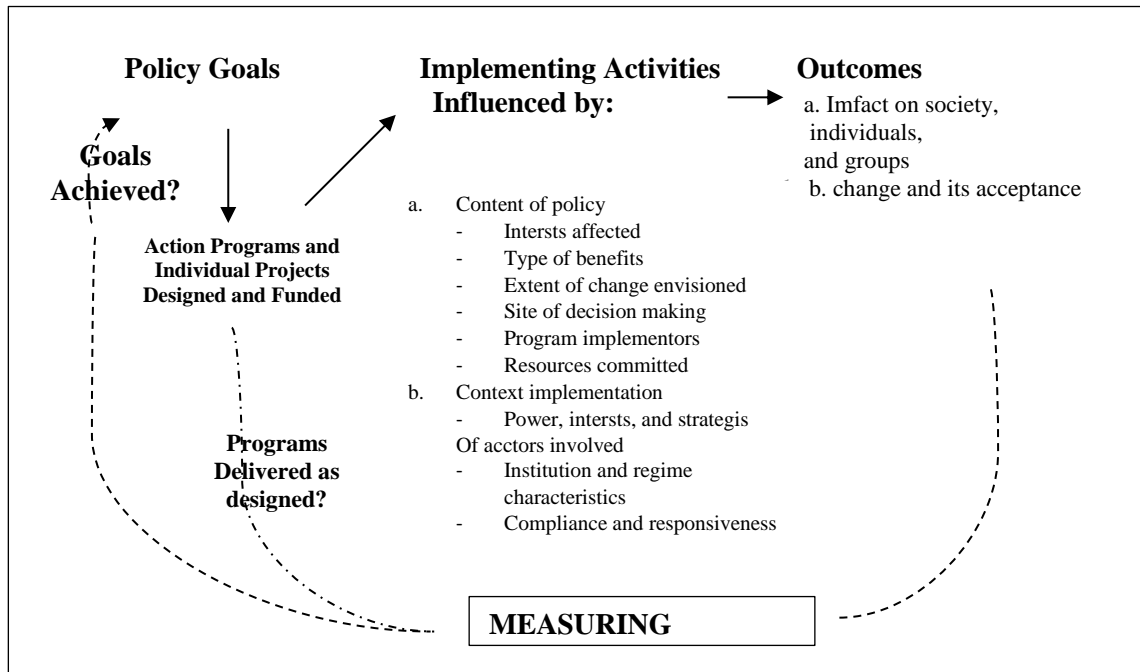 Policy Goals
Goals
Achieved?
Action Programs and
Individual Projects
Designed and Funded
Programs
Delivered as
designed?
Implementing Activities
Influenced by:
a. Content of policy
- Intersts affected
- Type of benefits
- Extent of change envisioned
- Site of decision making
- Program implementors
- Resources committed
b. Context implementation
- Power, intersts, and strategis
Of acctors involved
- Institution and regime
characteristics
- Compliance and responsiveness
Outcomes
a. Imfact on society,
individuals,
and groups
b. change and its acceptance
MEASURING